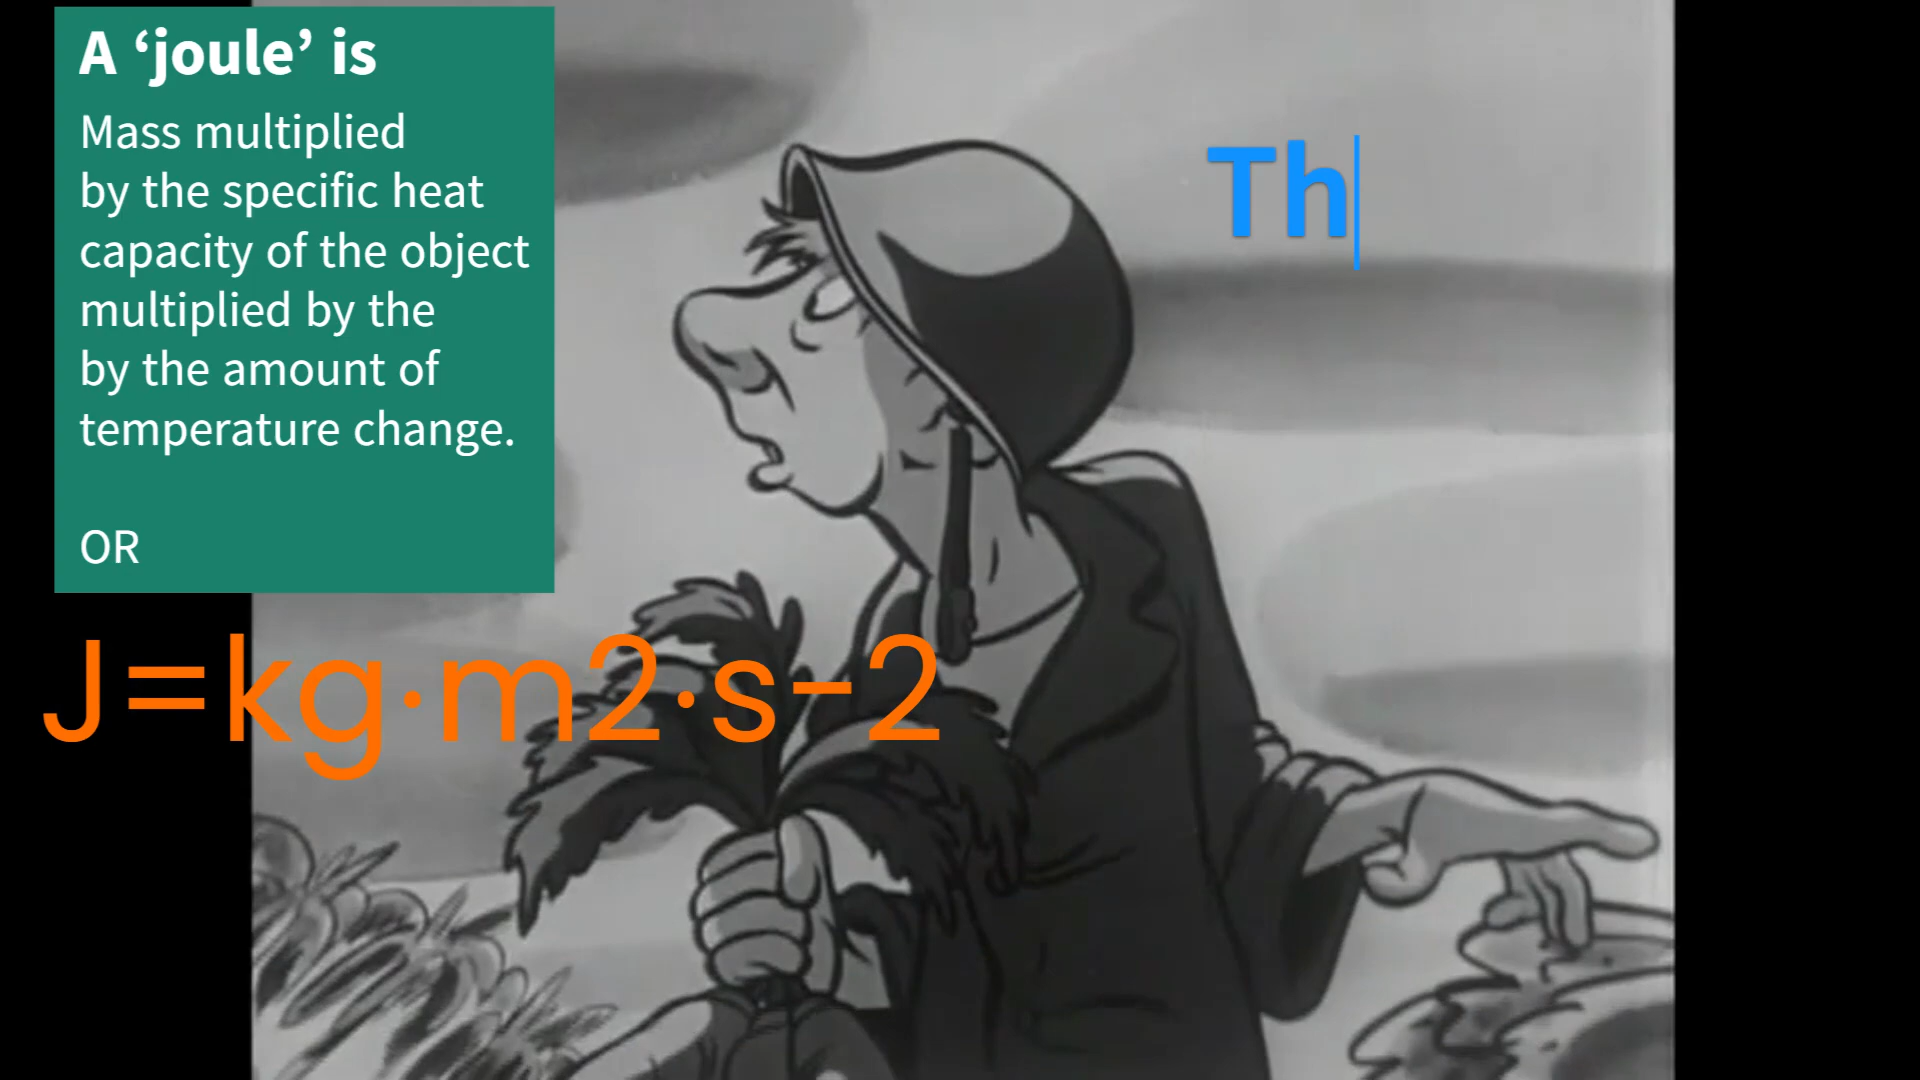 A ‘joule’ is
Mass multiplied
by the specific heat
capacity of the object
multiplied by the
by the amount of
temperature change.
OR
J=kg·m2·s-2
Th